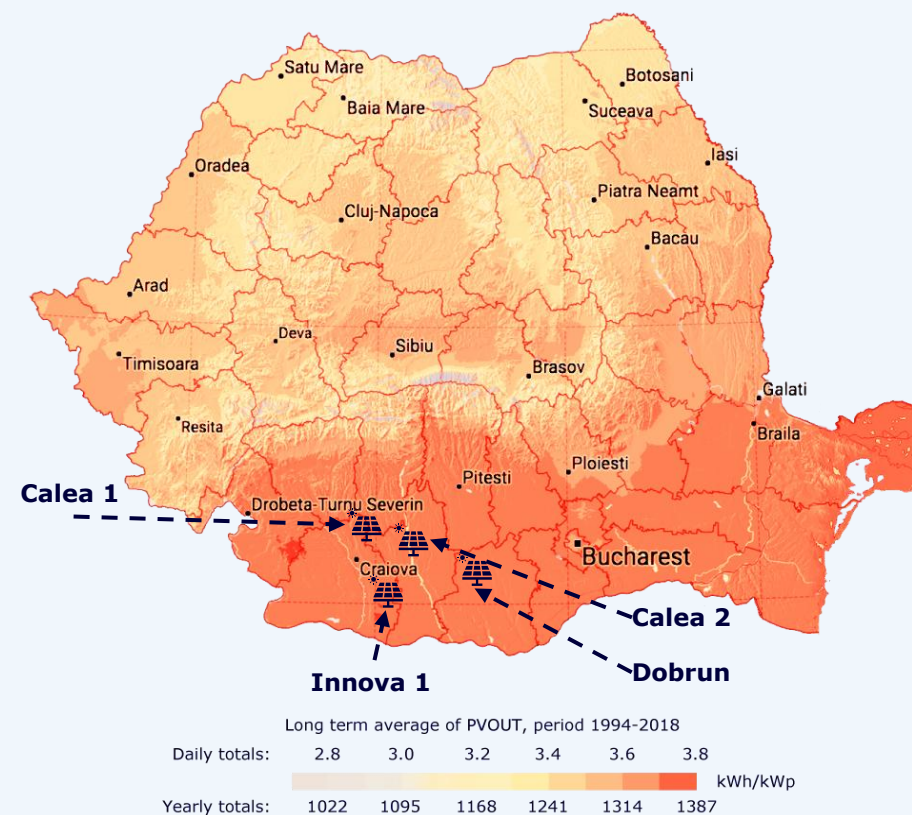 Satu Mare
Botosani
Baia Mare
Suceava
Iasi
Oradea
Piatra Neamt
Cluj-Napoca
Bacau
Arad
Deva
Sibiu
Timisoara
Brasov
Galati
Resita
Braila
Ploiesti
Pitesti
Calea 1
Drobeta-Turnu Severin
Bucharest
Craiova
Calea 2
Dobrun
Innova 1
Long term average of PVOUT, period 1994-2018
Daily totals: 2.8 3.0 3.2 3.4 3.6 3.8
kWh/kWp
Yearly totals: 1022 1095 1168 1241 1314 1387